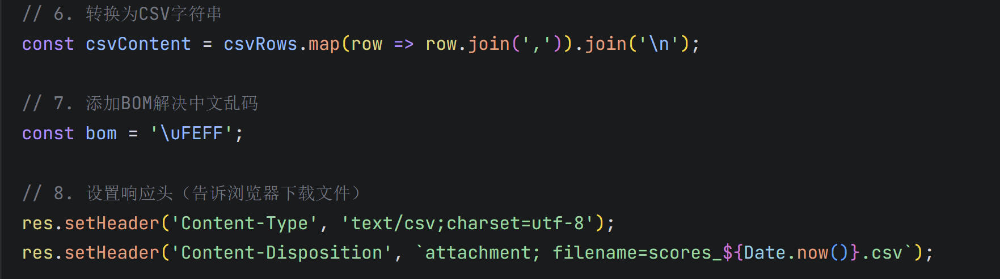 // 6. 转换为CSV字符串
const csvContent = csvRows.map(row => row.join(',')).join('\n');
// 7. 添加BOM解决中文乱码
const bom = '\uFEFF';
// 8. 设置响应头（告诉浏览器下载文件）
res.setHeader('Content-Type', 'text/csv;charset=utf-8');
res.setHeader('Content-Disposition', `attachment; filename=scores_${Date.now()}.csv`);